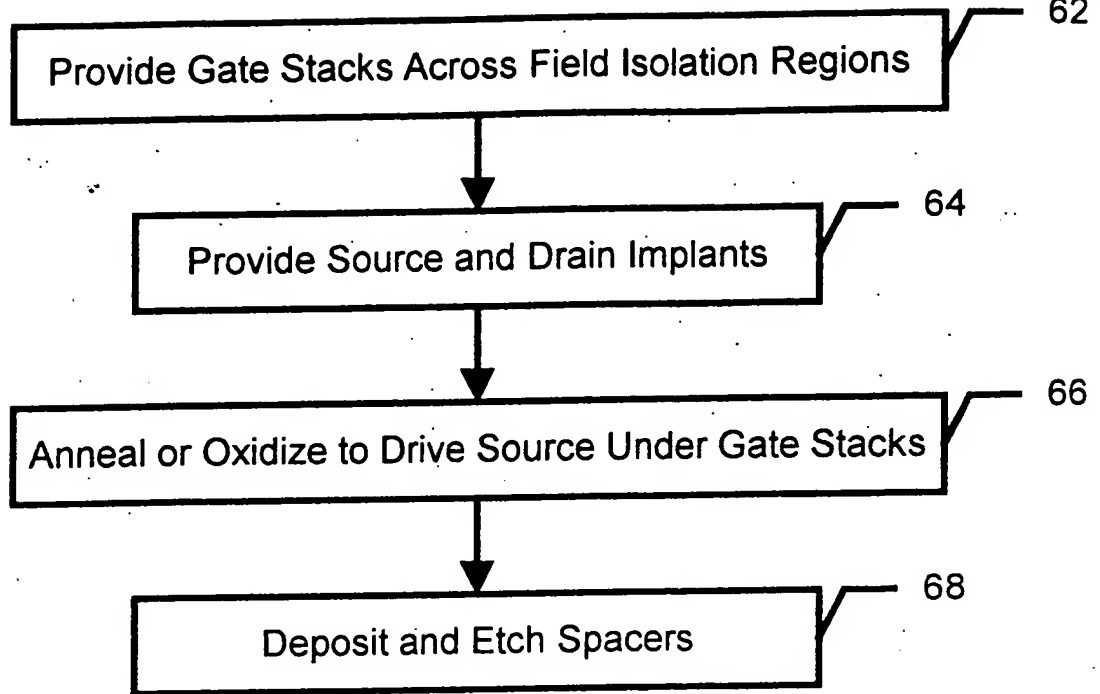 62
Provide Gate Stacks Across Field Isolation Regions
64
Provide Source and Drain Implants
66
Anneal or Oxidize to Drive Source Under Gate Stacks
68
Deposit and Etch Spacers